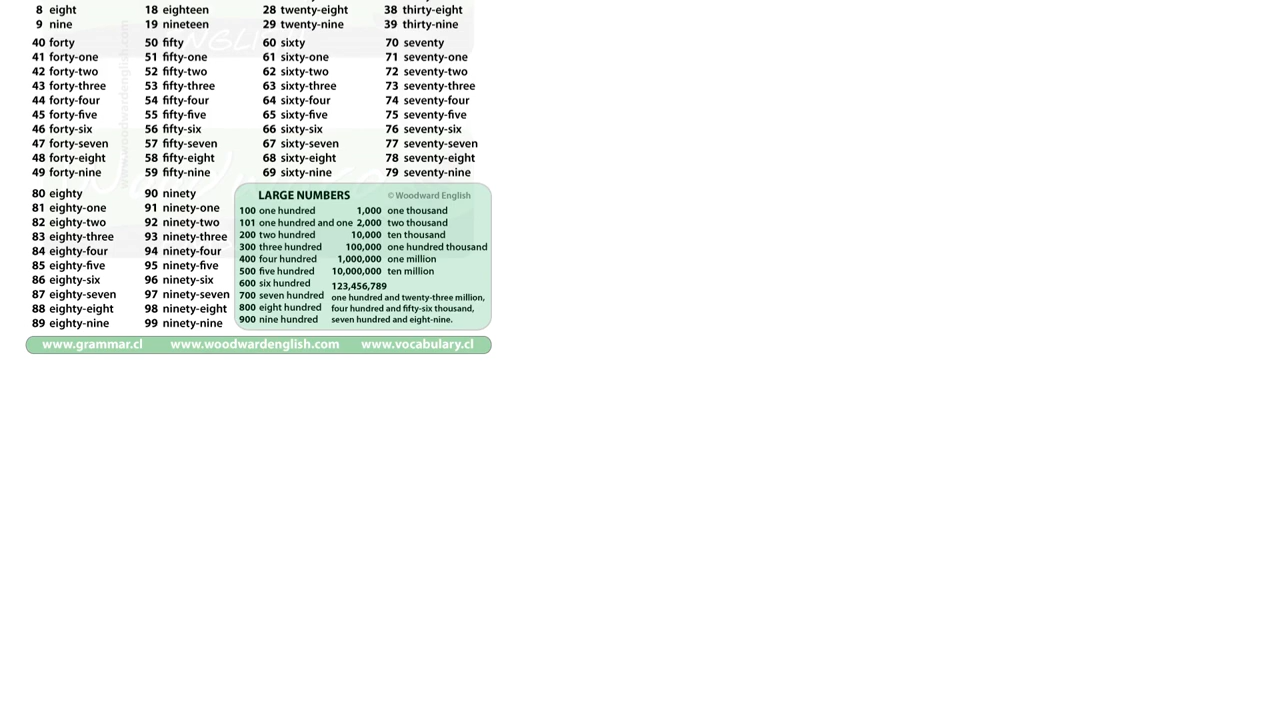 8 eight 18 eighteen 28 twenty-eight 38 thirty-eight
9 nine 19 nineteen 29 twenty-nine 39 thirty-nine
40 forty 50 fifty 60 sixty 70 seventy
41 forty-one 51 fifty-one 61 sixty-one 71 seventy-one
42 forty-two 52 fifty-two 62 sixty-two 72 seventy-two
43 forty-three 53 fifty-three 63 sixty-three 73 seventy-three
44 forty-four 54 fifty-four 64 sixty-four 74 seventy-four
45 forty-five 55 fifty-five 65 sixty-five 75 seventy-five
46 forty-six 56 fifty-six 66 sixty-six 76 seventy-six
47 forty-seven 57 fifty-seven 67 sixty-seven 77 seventy-seven
48 forty-eight 58 fifty-eight 68 sixty-eight 78 seventy-eight
49 forty-nine 59 fifty-nine 69 sixty-nine 79 seventy-nine
80 eighty 90 ninety
81 eighty-one 91 ninety-one
82 eighty-two 92 ninety-two
83 eighty-three 93 ninety-three
84 eighty-four 94 ninety-four
85 eighty-five 95 ninety-five
86 eighty-six 96 ninety-six
87 eighty-seven 97 ninety-seven
88 eighty-eight 98 ninety-eight
89 eighty-nine 99 ninety-nine
LARGE NUMBERS © Woodward English
100 one hundred 1,000 one thousand
101 one hundred and one 2,000 two thousand
200 two hundred 10,000 ten thousand
300 three hundred 100,000 one hundred thousand
400 four hundred 1,000,000 one million
500 five hundred 10,000,000 ten million
600 six hundred
700 seven hundred
800 eight hundred
900 nine hundred
123,456,789
one hundred and twenty-three million,
four hundred and fifty-six thousand,
seven hundred and eight-nine.
www.grammar.cl www.woodwardenglish.com www.vocabulary.cl
www.woodwardenglish.com